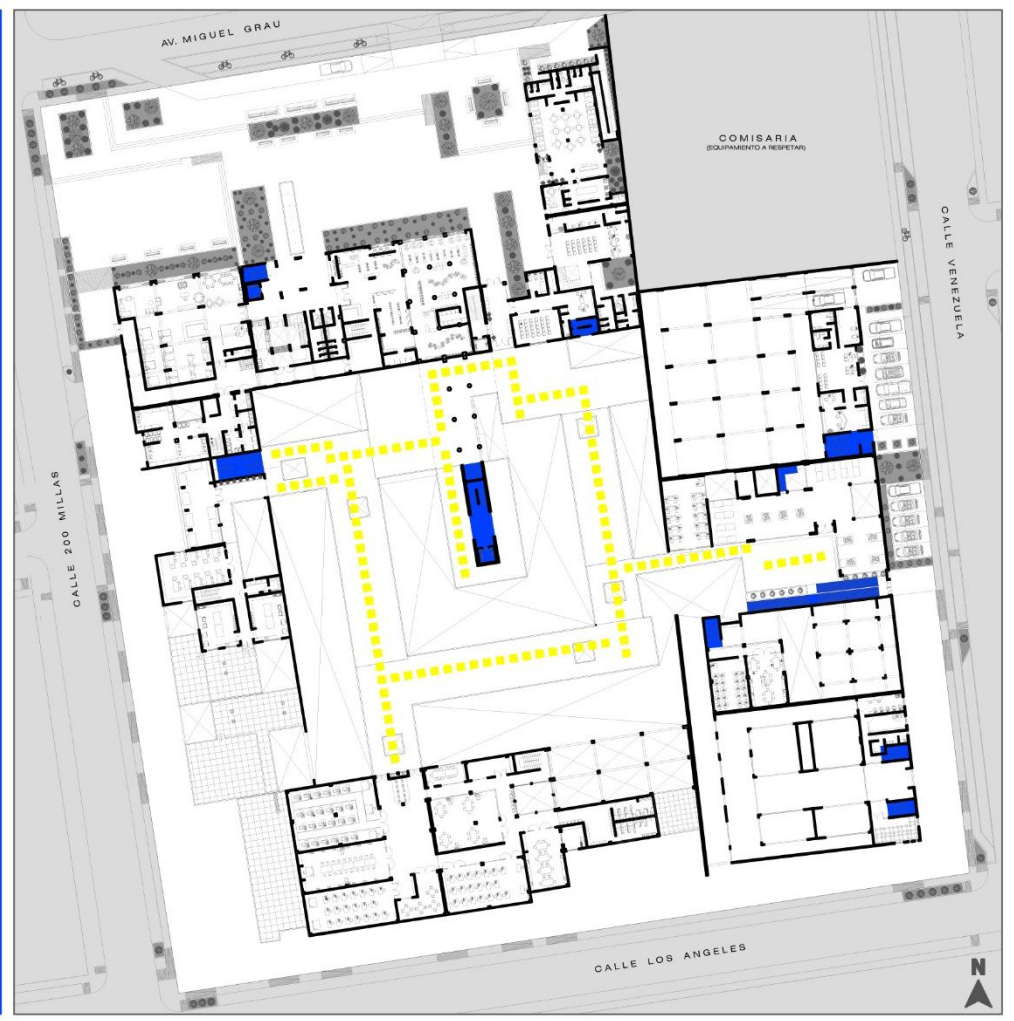 AV. MIGUEL GRAU
COMISARIA
(EQUIPAMIENTO A RESPETAR)
CALLE VENEZUELA
CALLE 200 MILLAS
CALLE LOS ANGELES
N